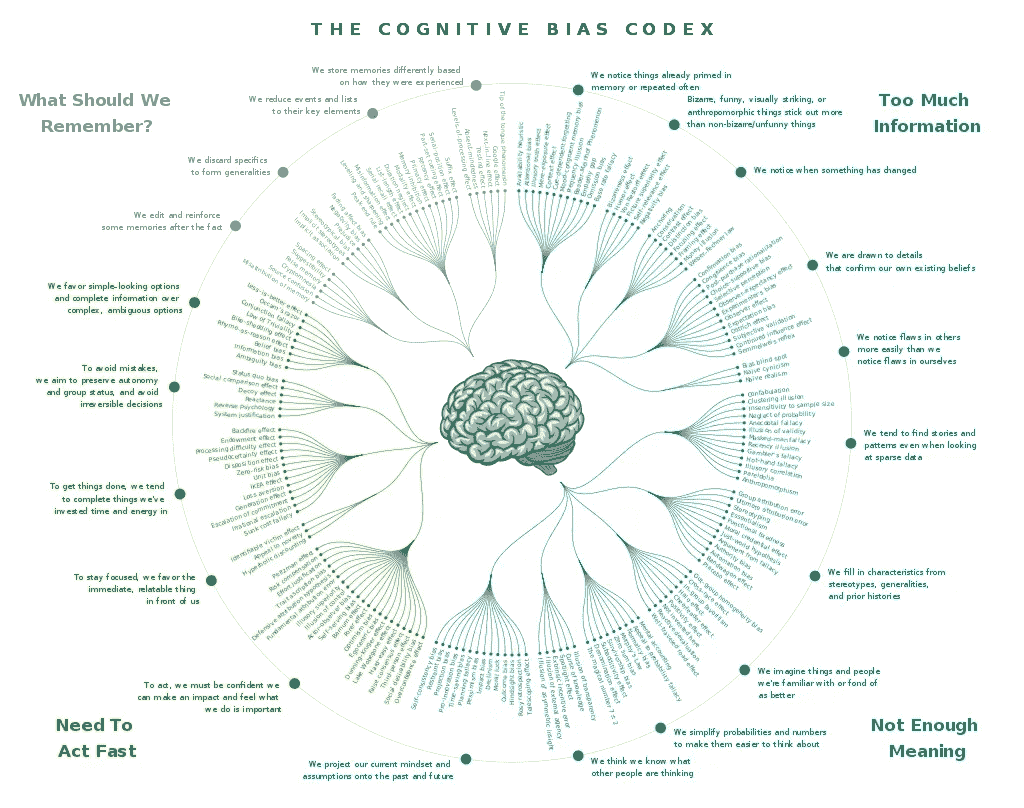 THE COGNITIVE BIAS CODEX
What Should We
Remember?
We store memories differently based
on how they were experienced
We reduce events and lists
to their key elements
We discard specifics
to form generalities
We edit and reinforce
some memories after the fact
Too Much
Information
We notice things already primed in
memory or repeated often
Bizarre, funny, visually striking, or
anthropomorphic things stick out more
than non-bizarre/unfunny things
We notice when something has changed
We are drawn to details
that confirm our own existing beliefs
We notice flaws in others
more easily than we
notice flaws in ourselves
Not Enough
Meaning
We tend to find stories and
patterns even when looking
at sparse data
We fill in characteristics from
stereotypes, generalities,
and prior histories
We imagine things and people
we're familiar with or fond of
as better
We simplify probabilities and numbers
to make them easier to think about
We think we know what
other people are thinking
We project our current mindset and
assumptions onto the past and future
Need To
Act Fast
To act, we must be confident we
can make an impact and feel what
we do is important
To stay focused, we favor the
immediate, relatable thing
in front of us
To get things done, we tend
to complete things we've
invested time and energy in
To avoid mistakes,
we aim to preserve autonomy
and group status, and avoid
irreversible decisions
We favor simple-looking options
and complete information over
complex, ambiguous options
Availability heuristic
Attentional bias
Illusory truth effect
Mere-exposure effect
Context effect
Cue-dependent forgetting
Mood-congruent memory bias
Frequency illusion
Baader-Meinhof Phenomenon
Empathy gap
Omission bias
Base rate fallacy
Bizarreness effect
Humor effect
Von Restorff effect
Picture superiority effect
Self-relevance effect
Negativity bias
Anchoring
Conservatism
Contrast effect
Distinction bias
Focusing effect
Framing effect
Money illusion
Weber-Fechner law
Confirmation bias
Congruence bias
Post-purchase rationalization
Choice-supportive bias
Selective perception
Observer-expectancy effect
Experimenter's bias
Observer effect
Expectation bias
Ostrich effect
Subjective validation
Continued influence effect
Semmelweis reflex
Bias blind spot
Naive cynicism
Naive realism
Confabulation
Clustering illusion
Insensitivity to sample size
Neglect of probability
Anecdotal fallacy
Illusion of validity
Masked-man fallacy
Recency illusion
Gambler's fallacy
Hot-hand fallacy
Illusory correlation
Pareidolia
Anthropomorphism
Group attribution error
Ultimate attribution error
Stereotyping
Essentialism
Functional fixedness
Moral credential effect
Just-world hypothesis
Argument from fallacy
Authority bias
Automation bias
Bandwagon effect
Placebo effect
Out-group homogeneity bias
Cross-race effect
In-group favoritism
Halo effect
Cheerleader effect
Positivity effect
Not invented here
Reactive devaluation
Well-traveled road effect
Mental accounting
Appeal to probability fallacy
Normalcy bias
Murphy's Law
Zero sum bias
Survivorship bias
Subadditivity effect
Denomination effect
The magical number 7 ± 2
Illusion of transparency
Curse of knowledge
Spotlight effect
Extrinsic incentive error
Illusion of external agency
Illusion of asymmetric insight
Telescoping effect
Rosy retrospection
Hindsight bias
Outcome bias
Moral luck
Declinism
Impact bias
Pessimism bias
Planning fallacy
Time-saving bias
Pro-innovation bias
Projection bias
Restraint bias
Self-consistency bias
Overconfidence effect
Social desirability bias
Third-person effect
False consensus effect
Hard-easy effect
Lake Wobegone effect
Dunning-Kruger effect
Egocentric bias
Optimism bias
Forer effect
Barnum effect
Self-serving bias
Actor-observer bias
Illusion of control
Illusory superiority
Fundamental attribution error
Defensive attribution hypothesis
Trait ascription bias
Effort justification
Risk compensation
Peltzman effect
Hyperbolic discounting
Appeal to novelty
Identifiable victim effect
Sunk cost fallacy
Irrational escalation
Escalation of commitment
Generation effect
Loss aversion
IKEA effect
Unit bias
Zero-risk bias
Disposition effect
Pseudocertainty effect
Processing difficulty effect
Endowment effect
Backfire effect
System justification
Reverse Psychology
Reactance
Decoy effect
Social comparison effect
Status quo bias
Ambiguity bias
Information bias
Belief bias
Rhyme-as-reason effect
Bike-shedding effect
Law of Triviality
Conjunction fallacy
Occam's razor
less-is-better effect
Misattribution of memory
Source confusion
Cryptomnesia
False memory
Suggestibility
Spacing effect
Implicit association
Implicit stereotypes
Stereotypical bias
Prejudice
Negativity bias
Fading affect bias
Peak-end rule
Leveling and sharpening
Misinformation effect
Serial recall effect
List-length effect
Duration neglect
Modality effect
Memory inhibition
Primacy effect
Recency effect
Part-set cueing effect
Serial-position effect
Suffix effect
Levels-of-processing effect
Absent-mindedness
Testing effect
Next-in-line effect
Google effect
Tip of the tongue phenomenon